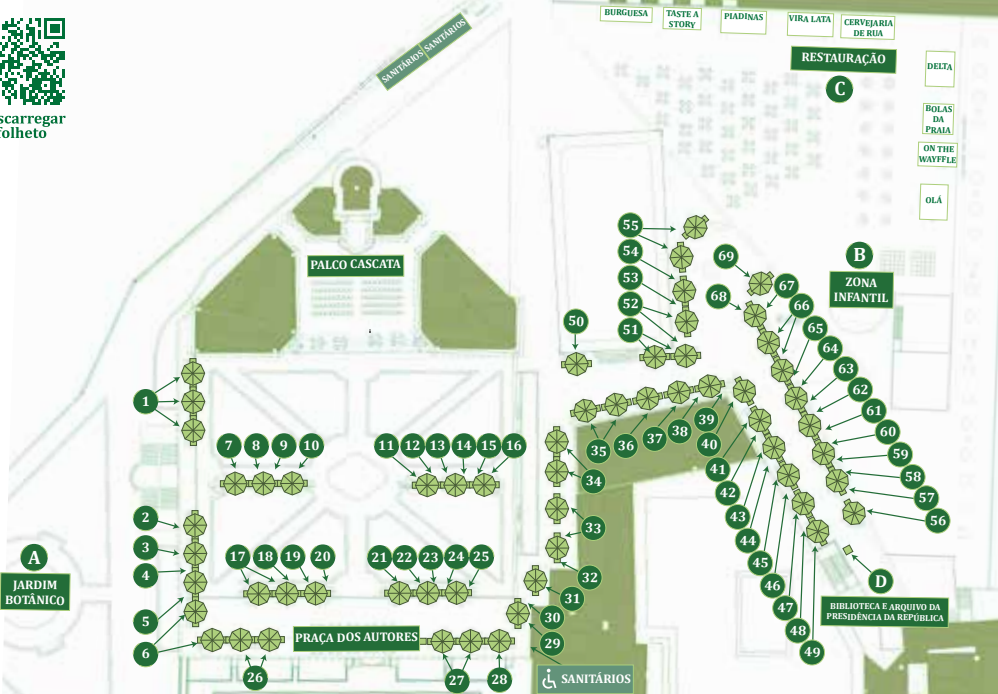 SANITÁRIOS SANITÁRIOS
BURGUESA
TASTE A
STORY
PIADINAS
VIRA LATA
CERVEJARIA
DE RUA
RESTAURAÇÃO
C
DELTA
BOLAS
DA
PRAIA
ON THE
WAYFFLE
OLÁ
scarregar
folheto
PALCO CASCATA
B
ZONA
INFANTIL
55
54
53
52
51
50
69
68
67
66
65
64
63
62
61
60
59
58
57
56
1
7 8 9 10
11 12 13 14 15 16
35 36 37 38 39
40
41
42
43
44
45
46
47
48
49
34
33
32
31
30
29
2
3
4
5
6
17 18 19 20
21 22 23 24 25
A
JARDIM
BOTÂNICO
PRAÇA DOS AUTORES
26
27
28
SANITÁRIOS
D
BIBLIOTECA E ARQUIVO DA
PRESIDÊNCIA DA REPÚBLICA